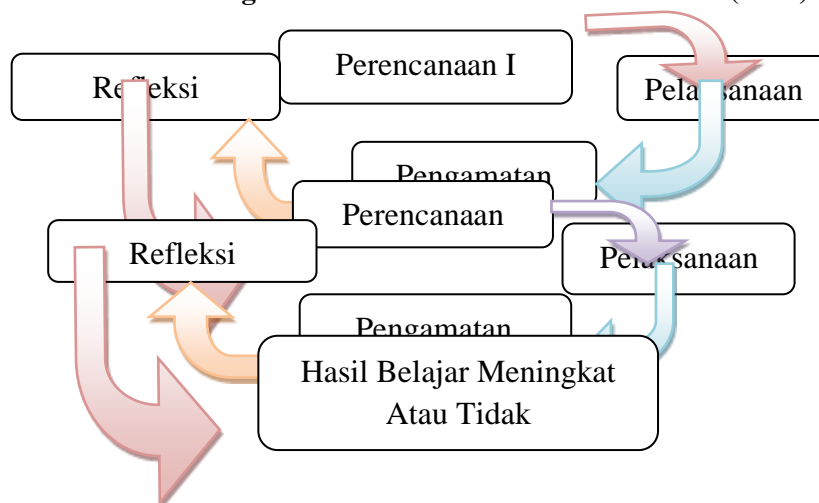 Perencanaan I
Refleksi
Pelaksanaan
Pengamatan
Perencanaan
Refleksi
Pelaksanaan
Pengamatan
Hasil Belajar Meningkat
Atau Tidak